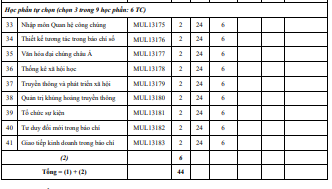 Học phần tự chọn (chọn 3 trong 9 học phần: 6 TC)
33 Nhập môn Quan hệ công chúng MUL13175 2 24 6
34 Thiết kế tương tác trong báo chí số MUL13176 2 24 6
35 Văn hóa đại chúng châu Á MUL13177 2 24 6
36 Thống kê xã hội học MUL13178 2 24 6
37 Truyền thông và phát triển xã hội MUL13179 2 24 6
38 Quản trị khủng hoảng truyền thông MUL13180 2 24 6
39 Tổ chức sự kiện MUL13181 2 24 6
40 Tư duy đổi mới trong báo chí MUL13182 2 24 6
41 Giao tiếp kinh doanh trong báo chí MUL13183 2 24 6
(2) 6
Tổng = (1) + (2) 44